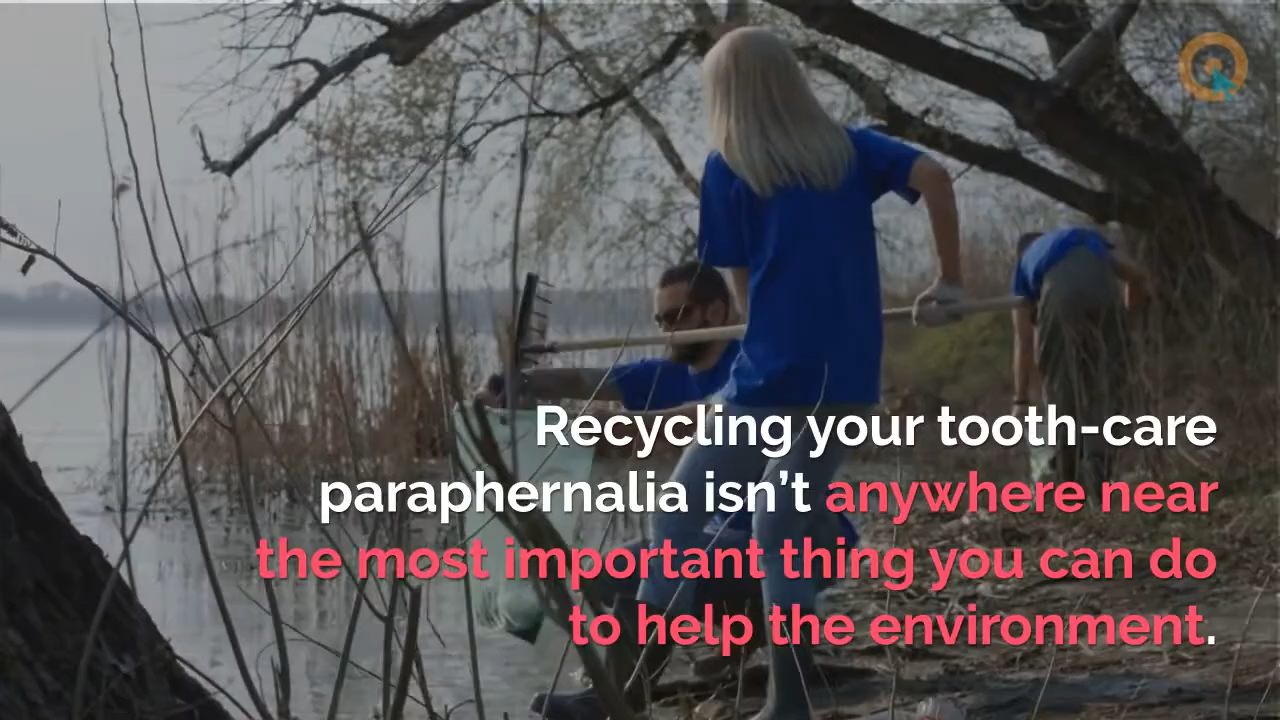 Recycling your tooth-care
paraphernalia isn’t anywhere near
the most important thing you can do
to help the environment.